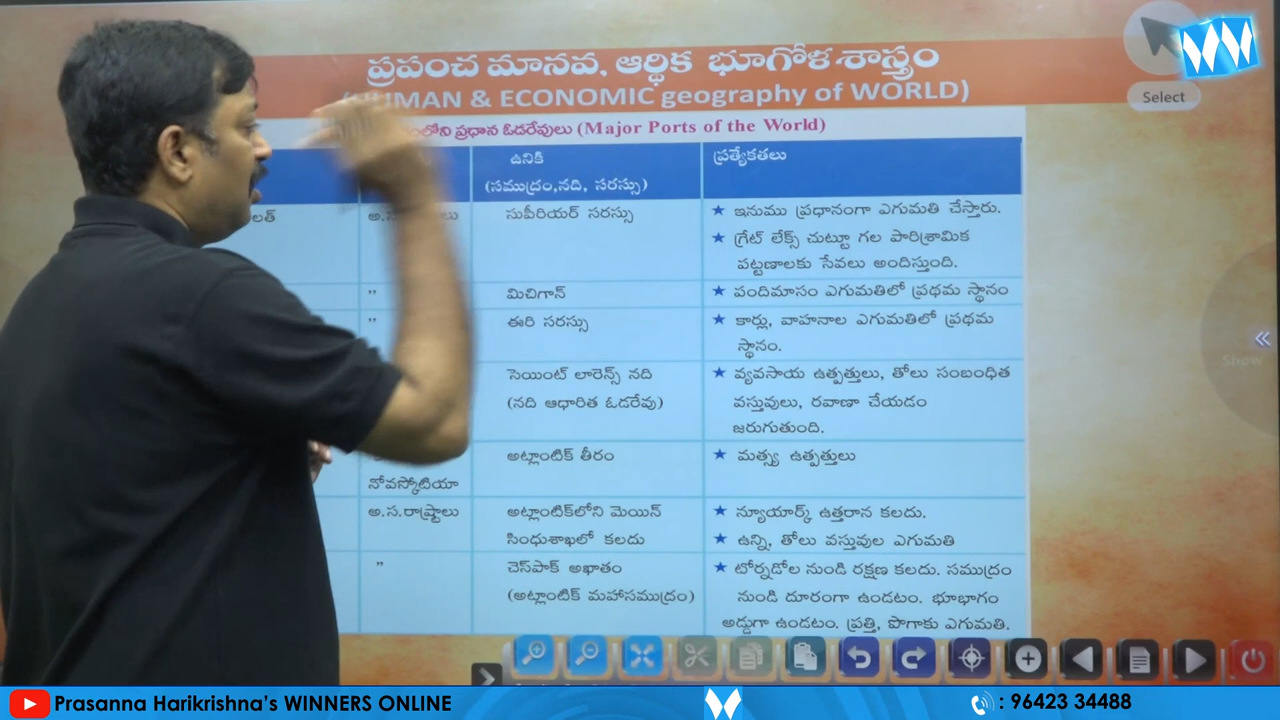 ప్రపంచ మానవ, ఆర్థిక భూగోళ శాస్త్రం
& ECONOMIC geography of WORLD)
ప్రధాన ఓడరేవులు (Major Ports of the World)
Select
ఉనికి
(సముద్రం,నది, సరస్సు)
ప్రత్యేకతలు
సుపీరియర్ సరస్సు
★ ఇనుము ప్రధానంగా ఎగుమతి చేస్తారు.
★ గ్రేట్ లేక్స్ చుట్టూ గల పారిశ్రామిక
పట్టణాలకు సేవలు అందిస్తుంది.
” మిచిగాన్
★ పందిమాసం ఎగుమతిలో ప్రథమ స్థానం
” ఈరి సరస్సు
★ కార్లు, వాహనాల ఎగుమతిలో ప్రథమ
స్థానం.
సెయింట్ లారెన్స్ నది
(నది ఆధారిత ఓడరేవు)
★ వ్యవసాయ ఉత్పత్తులు, తోలు సంబంధిత
వస్తువులు, రవాణా చేయడం
జరుగుతుంది.
నోవస్కోటియా
అట్లాంటిక్ తీరం
★ మత్స్య ఉత్పత్తులు
అ.స.రాష్ట్రాలు
అట్లాంటిక్‌లోని మెయిన్
సింధుశాఖలో కలదు
★ న్యూయార్క్ ఉత్తరాన కలదు.
★ ఉన్ని, తోలు వస్తువుల ఎగుమతి
”
చెస్‌పాక్ అఖాతం
(అట్లాంటిక్ మహాసముద్రం)
★ టోర్నడోల నుండి రక్షణ కలదు. సముద్రం
నుండి దూరంగా ఉండటం. భూభాగం
అడ్డుగా ఉండటం. ప్రత్తి, పొగాకు ఎగుమతి.
Show
Prasanna Harikrishna's WINNERS ONLINE
: 96423 34488